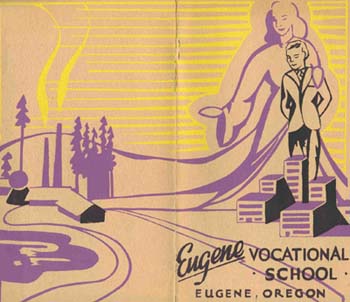 Eugene VOCATIONAL
· SCHOOL ·
EUGENE, OREGON